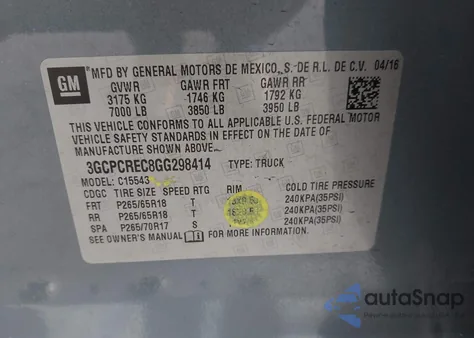 GM
MFD BY GENERAL MOTORS DE MEXICO, S. DE R.L. DE C.V. 04/16
GVWR GAWR FRT GAWR RR
3175 KG 1746 KG 1792 KG
7000 LB 3850 LB 3950 LB
THIS VEHICLE CONFORMS TO ALL APPLICABLE U.S. FEDERAL MOTOR
VEHICLE SAFETY STANDARDS IN EFFECT ON THE DATE OF
MANUFACTURE SHOWN ABOVE.
3GCPCREC8GG298414 TYPE: TRUCK
MODEL: C15543
CDGC TIRE SIZE SPEED RTG RIM COLD TIRE PRESSURE
FRT P265/65R18 T 240KPA(35PSI)
RR P265/65R18 T 240KPA(35PSI)
SPA P265/70R17 S 240KPA(35PSI)
SEE OWNER'S MANUAL FOR MORE INFORMATION.
autoSnap